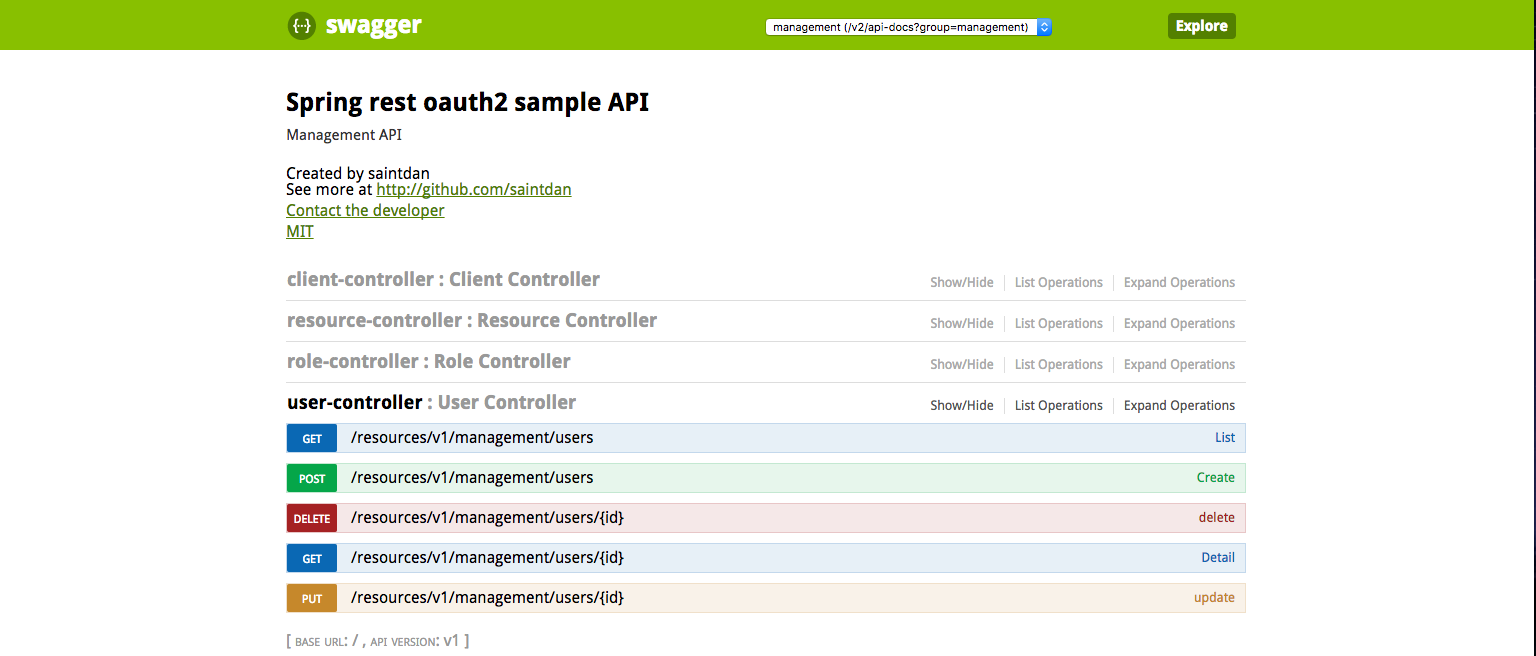 {···} swagger management (/v2/api-docs?group=management) Explore
Spring rest oauth2 sample API
Management API
Created by saintdan
See more at http://github.com/saintdan
Contact the developer
MIT
client-controller : Client Controller Show/Hide List Operations Expand Operations
resource-controller : Resource Controller Show/Hide List Operations Expand Operations
role-controller : Role Controller Show/Hide List Operations Expand Operations
user-controller : User Controller Show/Hide List Operations Expand Operations
GET /resources/v1/management/users List
POST /resources/v1/management/users Create
DELETE /resources/v1/management/users/{id} delete
GET /resources/v1/management/users/{id} Detail
PUT /resources/v1/management/users/{id} update
[ BASE URL: / , API VERSION: v1 ]